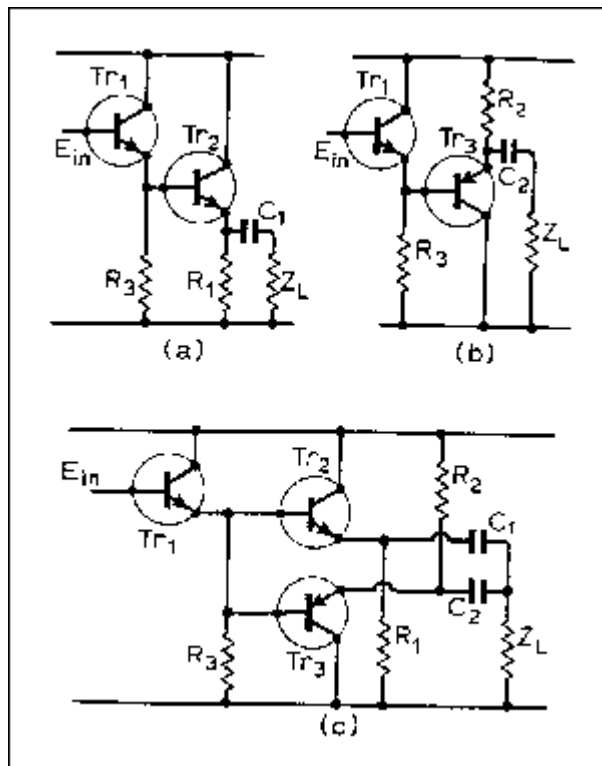 Tr1
Tr2
Ein
C1
R3
R1
ZL
(a)
Tr1
R2
Tr3
Ein
C2
R3
ZL
(b)
Ein
Tr1
Tr2
R2
C1
C2
R3
Tr3
R1
ZL
(c)